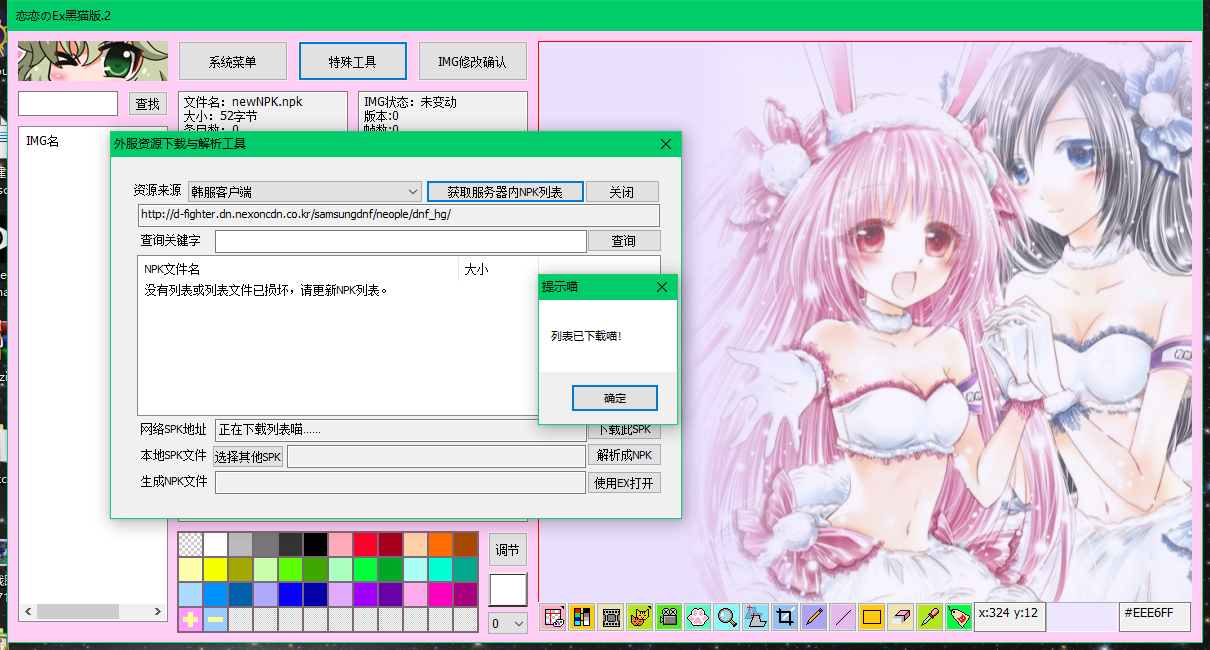 恋恋のEx黑猫版.2
系统菜单
特殊工具
IMG修改确认
查找
文件名：newNPK.npk
大小：52字节
条目数：0
IMG状态：未变动
版本:0
帧数:0
IMG名
外服资源下载与解析工具
资源来源
韩服客户端
获取服务器内NPK列表
关闭
http://d-fighter.dn.nexoncdn.co.kr/samsungdnf/neople/dnf_hg/
查询关键字
查询
NPK文件名
大小
没有列表或列表文件已损坏，请更新NPK列表。
提示喵
列表已下载喵!
确定
网络SPK地址
正在下载列表喵......
下载此SPK
本地SPK文件
选择其他SPK
解析成NPK
生成NPK文件
使用EX打开
调节
0
x:324 y:12
#EEE6FF